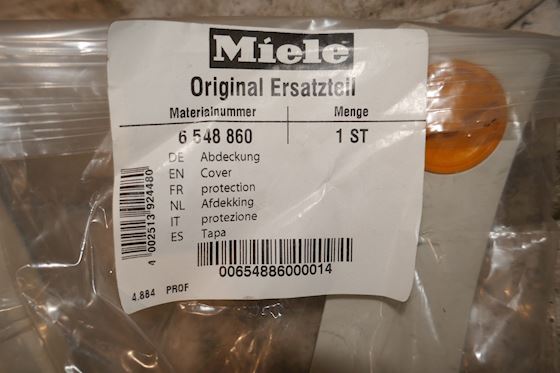 Miele
Original Ersatzteil
Materialnummer Menge
6 548 860 1 ST
DE Abdeckung
EN Cover
FR protection
NL Afdekking
IT protezione
ES Tapa
4 002513 924480
00654886000014
4.884 PROF